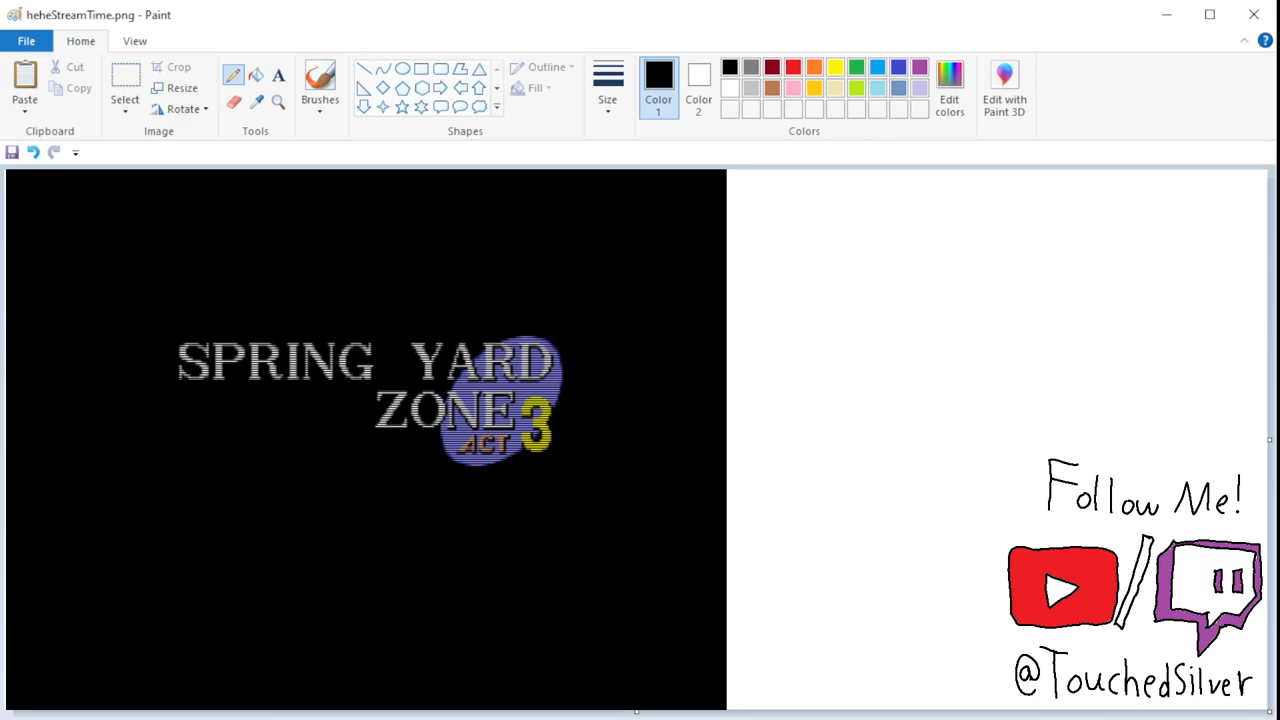 heheStreamTime.png - Paint
File Home View
Paste
Cut
Copy
Clipboard
Select
Crop
Resize
Rotate
Image
A
Tools
Brushes
Outline
Fill
Shapes
Size
Color 1
Color 2
Edit colors
Colors
Edit with Paint 3D
SPRING YARD
ZONE 3
ACT
Follow Me!
@TouchedSilver